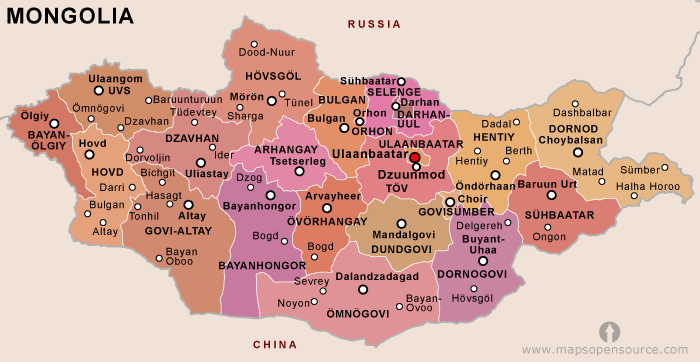 MONGOLIA
RUSSIA
Dood-Nuur
HÖVSGÖL
Ulaangom
UVS
Baruunturuun
Mörön
Tünel
Sharga
Sühbaatar
SELENGE
Darhan
DARHAN-
UUL
BULGAN
Bulgan
Orhon
ORHON
Ölgiy
BAYAN-
ÖLGIY
Ömnögovi
Dzavhan
Tüdevtey
Hovd
HOVD
DZAVHAN
Dorvoljin
Ider
Uliastay
ARHANGAY
Tsetserleg
ULAANBAATAR
Ulaanbaatar
Dzuunmod
TÖV
Dadal
HENTIY
Hentiy
Berh
Öndörhaan
Dashbalbar
DORNOD
Choybalsan
Matad
Sümber
Halha Horoo
Darri
Bichgii
Hasagt
Bulgan
Altay
Tonhil
Altay
GOVI-ALTAY
Bayan
Oboo
Dzog
Bayanhongor
Bogd
BAYANHONGOR
Arvayheer
ÖVÖRHANGAY
Bogd
Choir
GOVISUMBER
Mandalgovi
DUNDGOVI
Baruun Urt
SÜHBAATAR
Ongon
Delgereh
Buyant-
Uhaa
DORNOGOVI
Hövsgöl
Dalandzadagad
Sevrey
Noyon
Bayan-
Ovoo
ÖMNÖGOVI
CHINA
www.mapsopensource.com